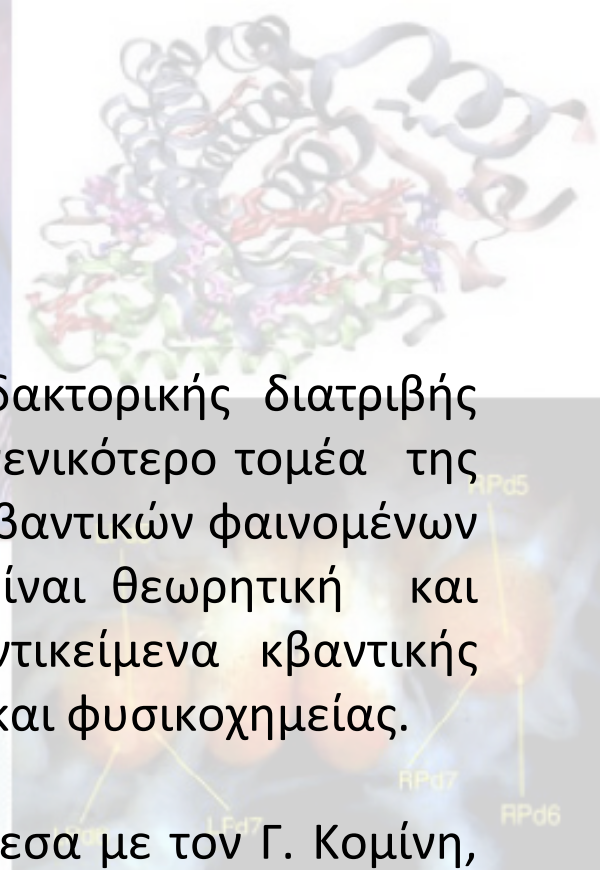 δακτορικής διατριβής
ενικότερο τομέα της
βαντικών φαινομένων
RPd5
ίναι θεωρητική και
ντικείμενα κβαντικής
και φυσικοχημείας.
RPd7
RPd6
LPd7
εσα με τον Γ. Κομίνη,